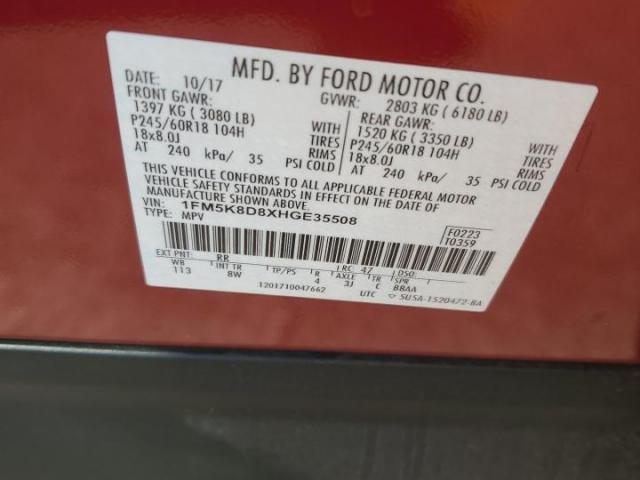 MFD. BY FORD MOTOR CO.
DATE: 10/17 GVWR: 2803 KG ( 6180 LB)
FRONT GAWR: REAR GAWR:
1397 KG ( 3080 LB) WITH 1520 KG ( 3350 LB) WITH
P245/60R18 104H TIRES P245/60R18 104H TIRES
18x8.0J RIMS 18x8.0J RIMS
AT 240 kPa/ 35 PSI COLD AT 240 kPa/ 35 PSI COLD
THIS VEHICLE CONFORMS TO ALL APPLICABLE FEDERAL MOTOR
VEHICLE SAFETY STANDARDS IN EFFECT ON THE DATE OF
MANUFACTURE SHOWN ABOVE.
VIN: 1FM5K8D8XHGE35508 F0223
TYPE: MPV T0359
EXT PNT: RR RC: 47 DSO:
WB INT TR TP/PS R AXLE TR SPR
113 8W 4 3J C BBAA
1201710047662 UTC 5U5A-1520472-BA